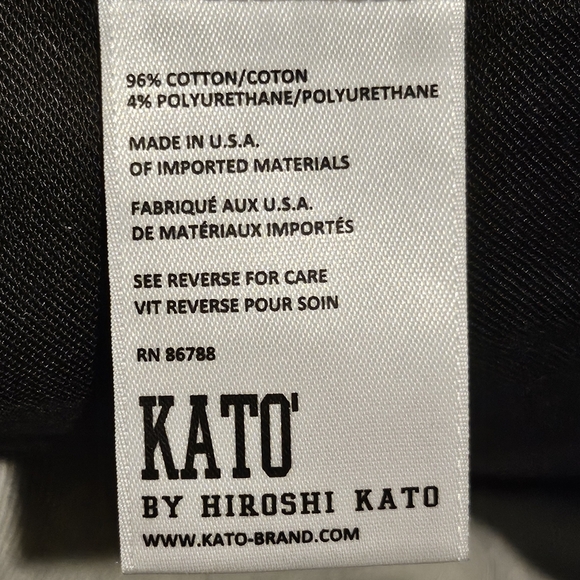 96% COTTON/COTON
4% POLYURETHANE/POLYURETHANE
MADE IN U.S.A.
OF IMPORTED MATERIALS
FABRIQUÉ AUX U.S.A.
DE MATÉRIAUX IMPORTÉS
SEE REVERSE FOR CARE
VIT REVERSE POUR SOIN
RN 86788
KATO'
BY HIROSHI KATO
WWW.KATO-BRAND.COM